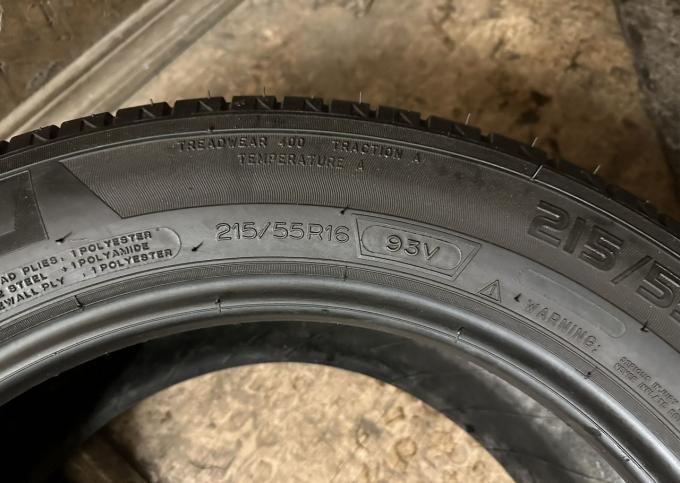 TREADWEAR 400 TRACTION A
TEMPERATURE A
215/55R16 93V
215/5
PLIES: 1 POLYESTER
STEEL + 1 POLYAMIDE
PLY 1 POLYESTER
WARNING: